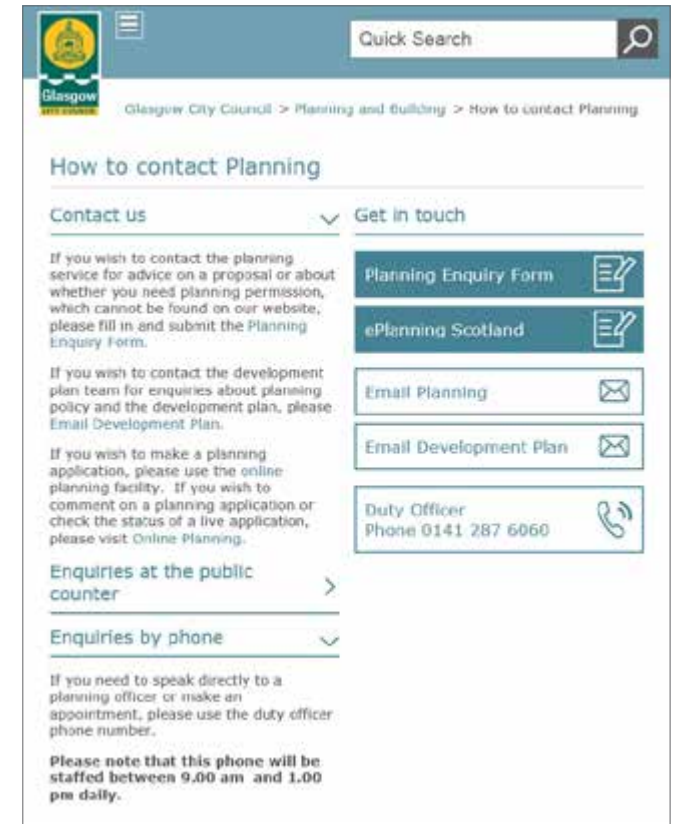 Quick Search
Glasgow
CITY COUNCIL
Glasgow City Council > Planning and Building > How to contact Planning
How to contact Planning
Contact us
If you wish to contact the planning
service for advice on a proposal or about
whether you need planning permission,
which cannot be found on our website,
please fill in and submit the Planning
Enquiry Form.
If you wish to contact the development
plan team for enquiries about planning
policy and the development plan, please
Email Development Plan.
If you wish to make a planning
application, please use the online
planning facility. If you wish to
comment on a planning application or
check the status of a live application,
please visit Online Planning.
Enquiries at the public
counter
Enquiries by phone
If you need to speak directly to a
planning officer or make an
appointment, please use the duty officer
phone number.
Please note that this phone will be
staffed between 9.00 am and 1.00
pm daily.
Get in touch
Planning Enquiry Form
ePlanning Scotland
Email Planning
Email Development Plan
Duty Officer
Phone 0141 287 6060